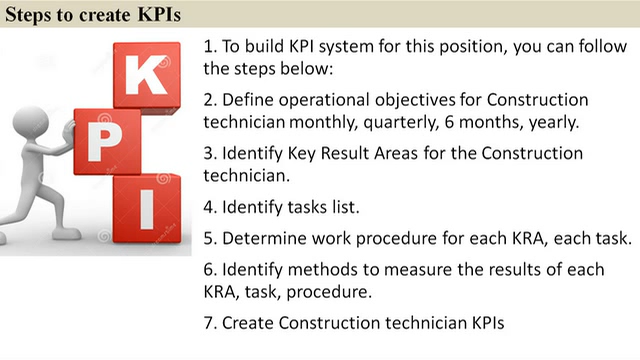 Steps to create KPIs
K
P
I
1. To build KPI system for this position, you can follow
the steps below:
2. Define operational objectives for Construction
technician monthly, quarterly, 6 months, yearly.
3. Identify Key Result Areas for the Construction
technician.
4. Identify tasks list.
5. Determine work procedure for each KRA, each task.
6. Identify methods to measure the results of each
KRA, task, procedure.
7. Create Construction technician KPIs